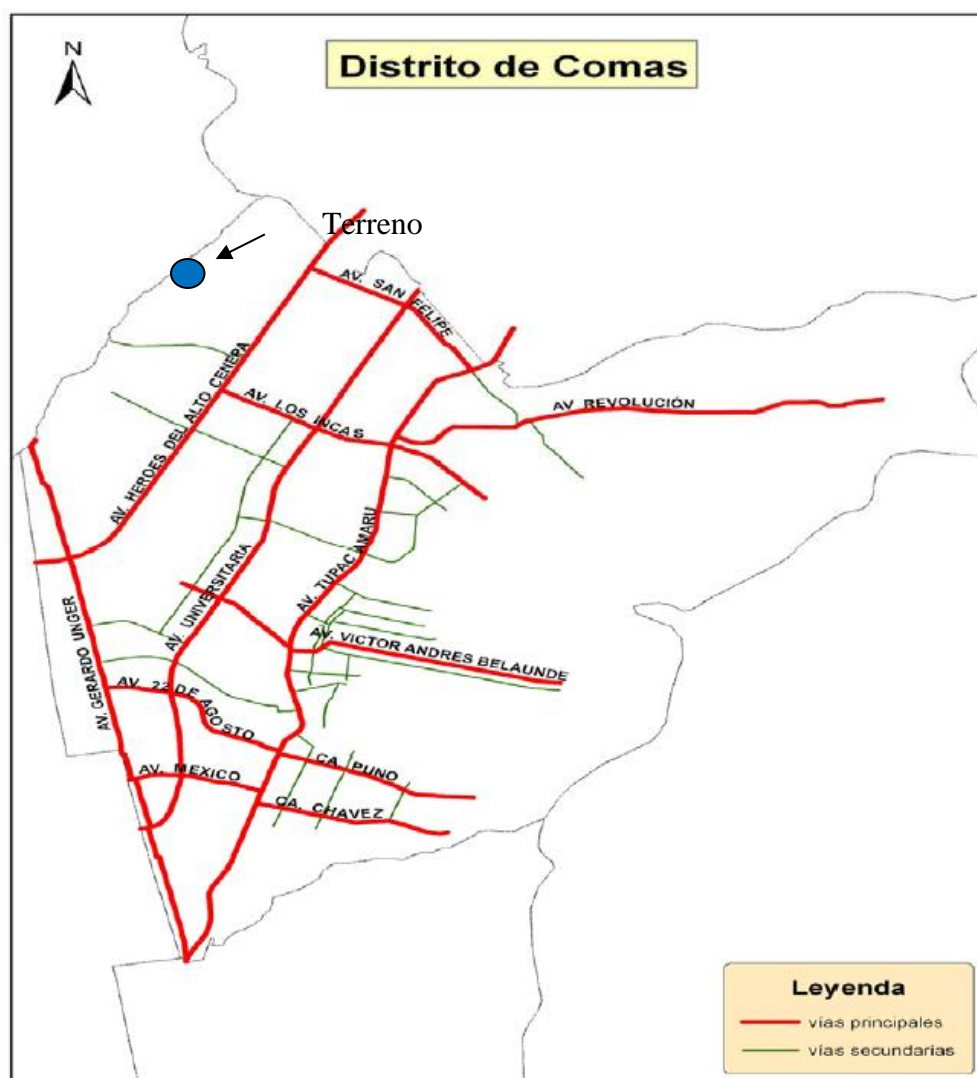 N
Distrito de Comas
Terreno
AV. SAN FELIPE
AV. HEROES DEL ALTO CENEPA
AV. LOS INCAS
AV REVOLUCIÓN
AV. UNIVERSITARIA
AV. TUPAC AMARU
AV. GERARDO UNGER
AV. VICTOR ANDRES BELAUNDE
AV. 22 DE AGOSTO
CA. PUNO
AV. MEXICO
CA. CHAVEZ
Leyenda
vías principales
vías secundarias